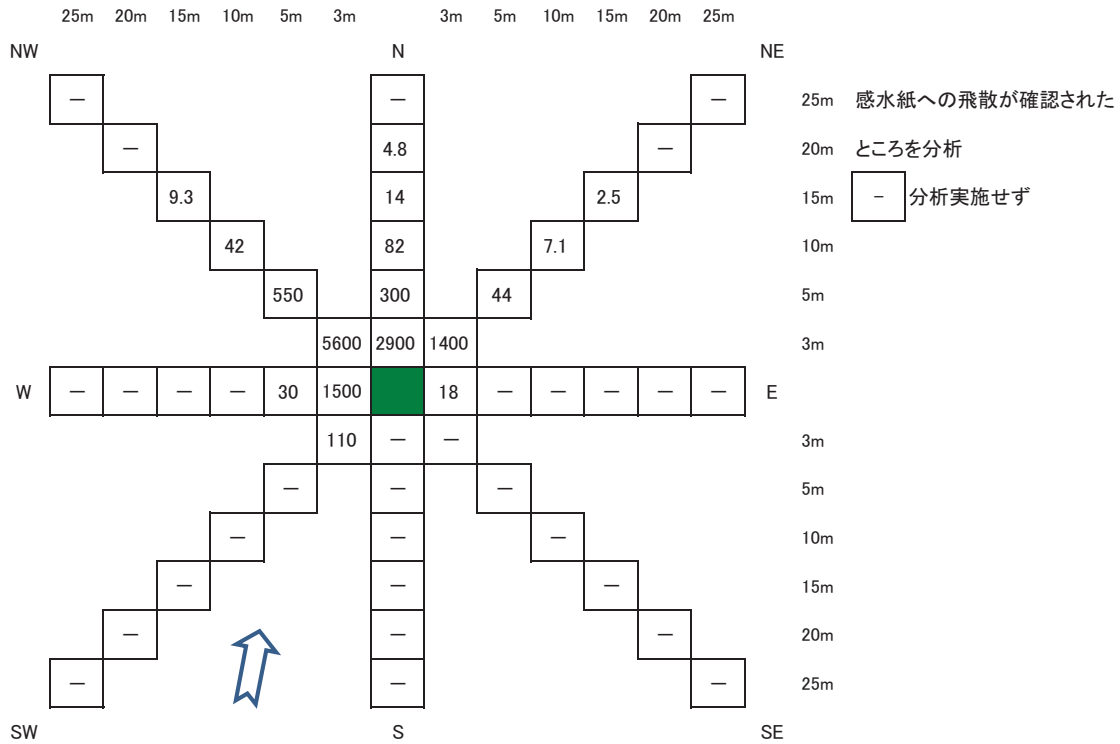 25m 20m 15m 10m 5m 3m 3m 5m 10m 15m 20m 25m
NW N NE
― ― ― 25m 感水紙への飛散が確認された
― 4.8 ― 20m ところを分析
9.3 14 2.5 15m － 分析実施せず
42 82 7.1 10m
550 300 44 5m
5600 2900 1400 3m
W ― ― ― ― 30 1500 18 ― ― ― ― ― E
110 ― ― 3m
― ― ― 5m
― ― ― 10m
― ― ― 15m
― ― ― 20m
― ― ― 25m
SW S SE